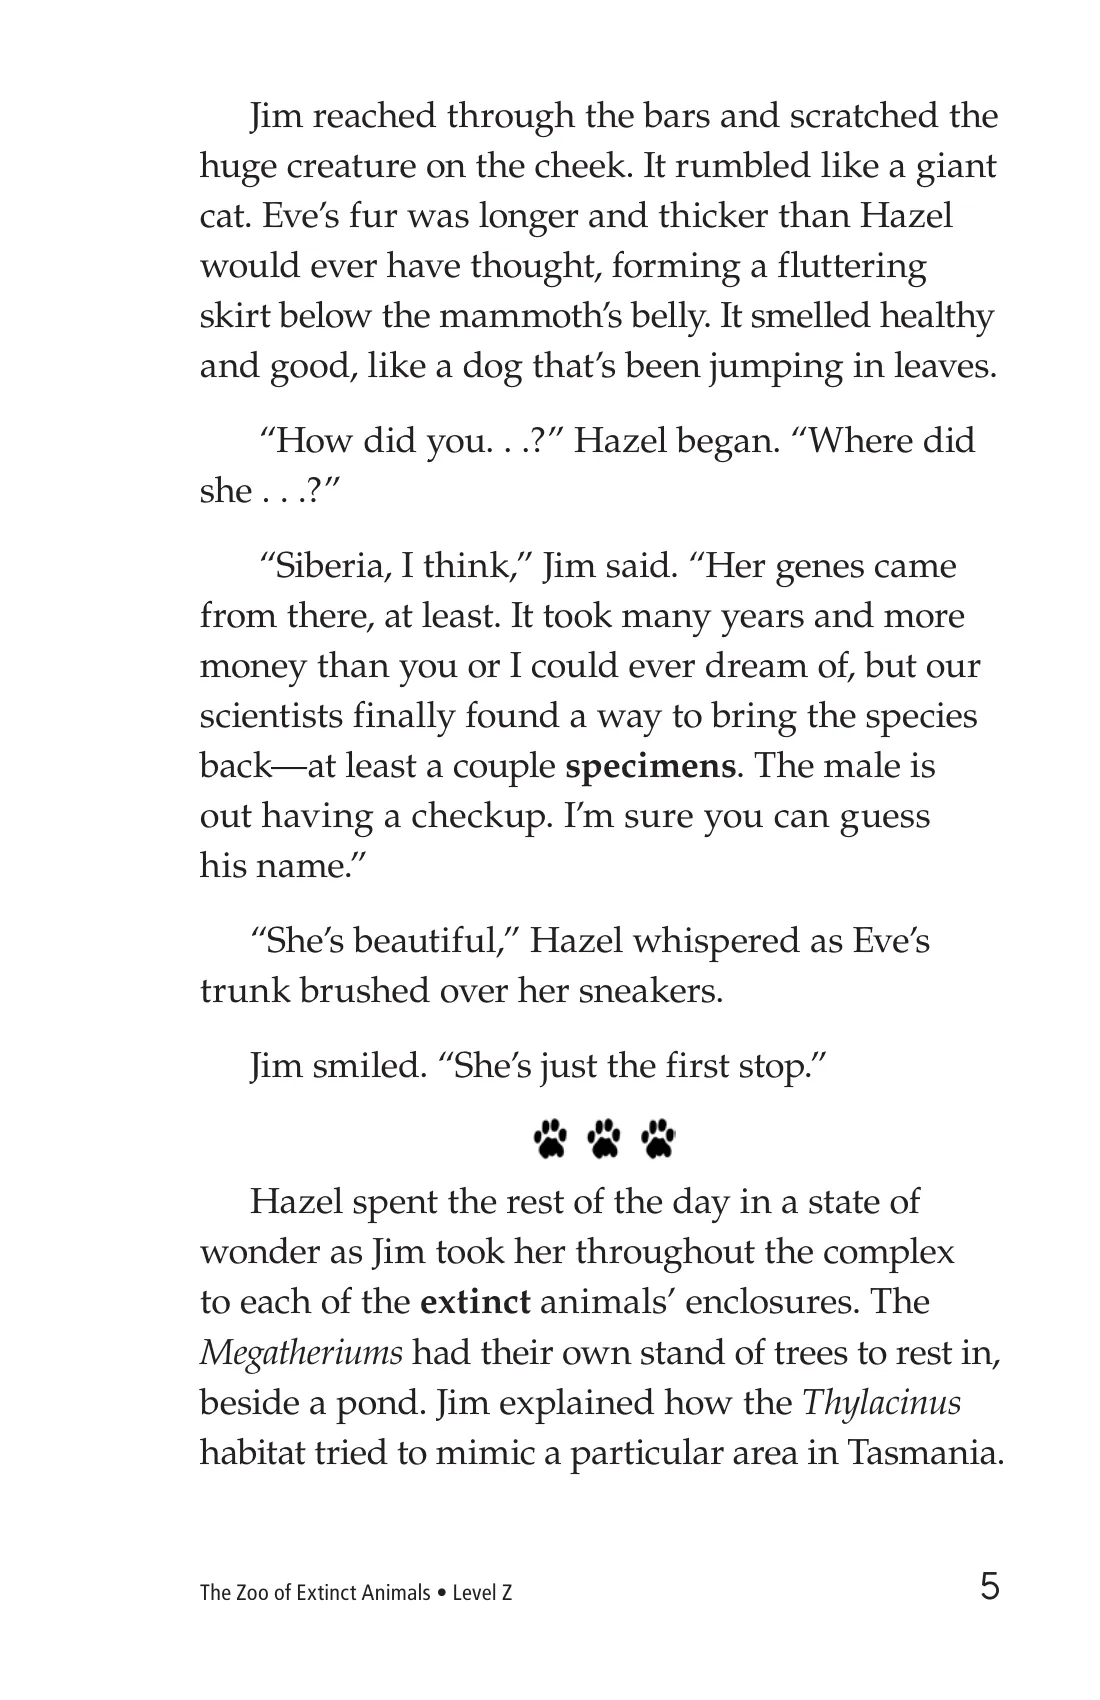 Jim reached through the bars and scratched the
huge creature on the cheek. It rumbled like a giant
cat. Eve’s fur was longer and thicker than Hazel
would ever have thought, forming a fluttering
skirt below the mammoth’s belly. It smelled healthy
and good, like a dog that’s been jumping in leaves.
“How did you. . .?” Hazel began. “Where did
she . . .?”
“Siberia, I think,” Jim said. “Her genes came
from there, at least. It took many years and more
money than you or I could ever dream of, but our
scientists finally found a way to bring the species
back—at least a couple specimens. The male is
out having a checkup. I’m sure you can guess
his name.”
“She’s beautiful,” Hazel whispered as Eve’s
trunk brushed over her sneakers.
Jim smiled. “She’s just the first stop.”
Hazel spent the rest of the day in a state of
wonder as Jim took her throughout the complex
to each of the extinct animals’ enclosures. The
Megatheriums had their own stand of trees to rest in,
beside a pond. Jim explained how the Thylacinus
habitat tried to mimic a particular area in Tasmania.
The Zoo of Extinct Animals • Level Z
5